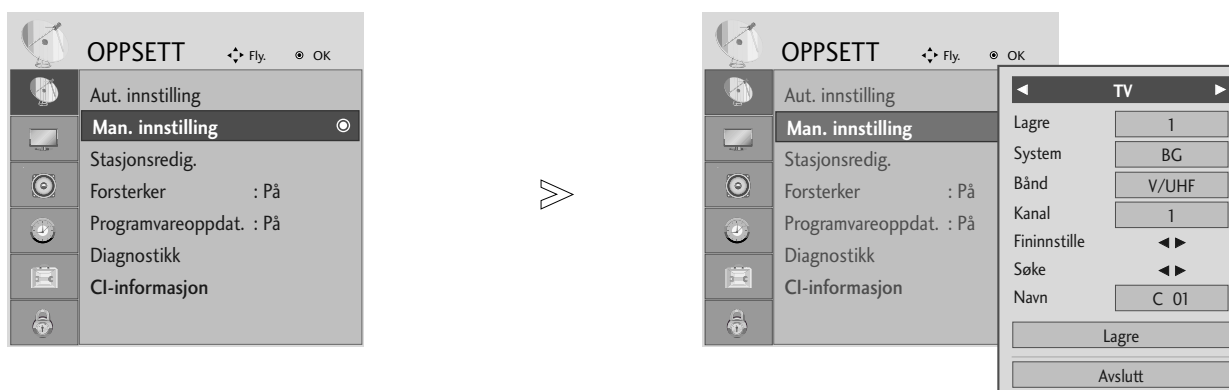 OPPSETT Fly. OK
Aut. innstilling
Man. innstilling
Stasjonsredig.
Forsterker : På
Programvareoppdat. : På
Diagnostikk
CI-informasjon
OPPSETT Fly. OK
Aut. innstilling
Man. innstilling
Stasjonsredig.
Forsterker : På
Programvareoppdat. : På
Diagnostikk
CI-informasjon
TV
Lagre 1
System BG
Bånd V/UHF
Kanal 1
Fininnstille
Søke
Navn C 01
Lagre
Avslutt